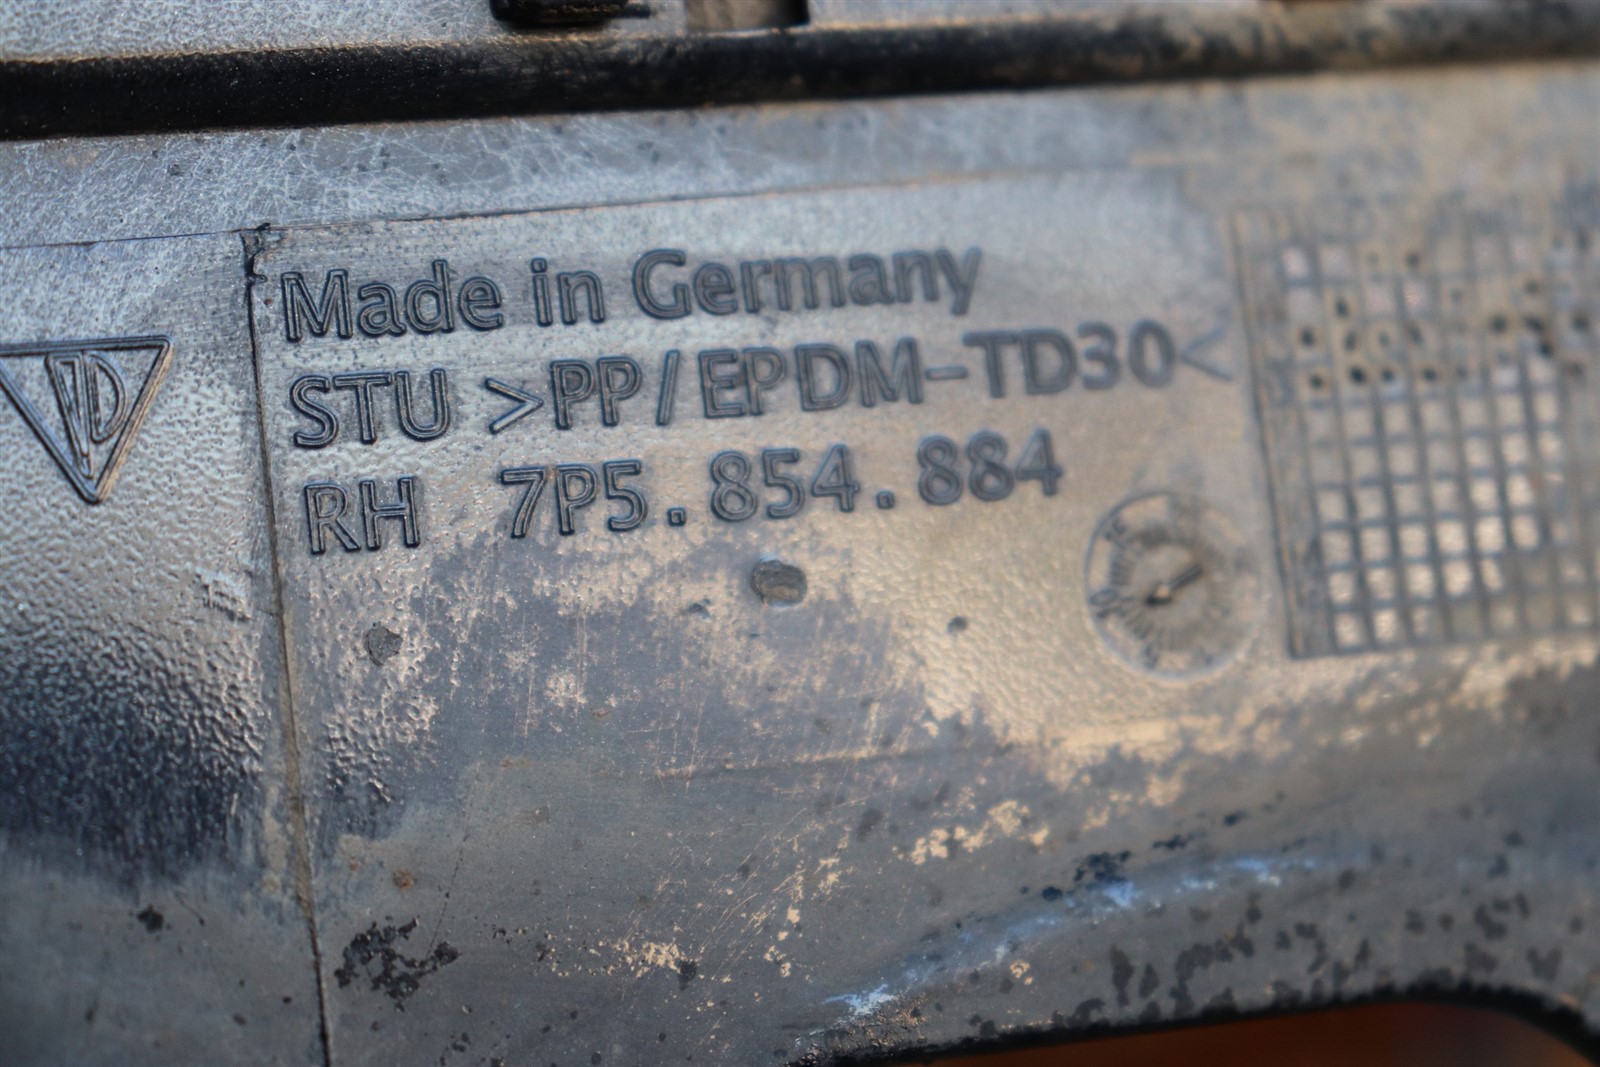 Made in Germany
STU >PP/EPDM-TD30<
RH 7P5.854.884